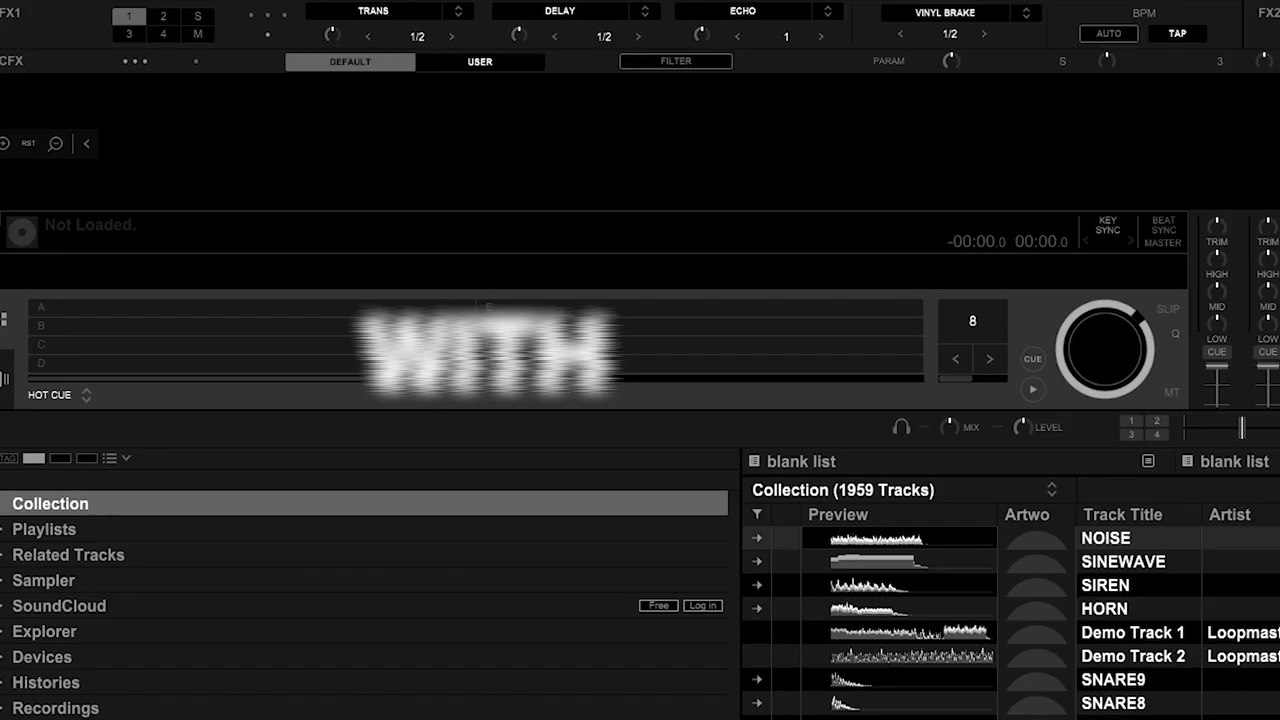 FX1 1 2 S TRANS DELAY ECHO VINYL BRAKE BPM FX2
3 4 M < 1/2 > < 1/2 > < 1 > < 1/2 > AUTO TAP
CFX DEFAULT USER FILTER PARAM S 3
RST <
Not Loaded. -00:00.0 00:00.0 KEY SYNC BEAT SYNC MASTER
TRIM TRIM
HIGH HIGH
MID MID
LOW LOW
CUE CUE
A E
B
C
D
WITH
8
< >
CUE
SLIP
Q
MT
HOT CUE
MIX LEVEL 1 2
3 4
TAG
blank list blank list
Collection
Collection (1959 Tracks)
Playlists
Related Tracks
Sampler
SoundCloud Free Log in
Explorer
Devices
Histories
Recordings
Preview Artwo Track Title Artist
NOISE
SINEWAVE
SIREN
HORN
Demo Track 1 Loopmast
Demo Track 2 Loopmast
SNARE9
SNARE8